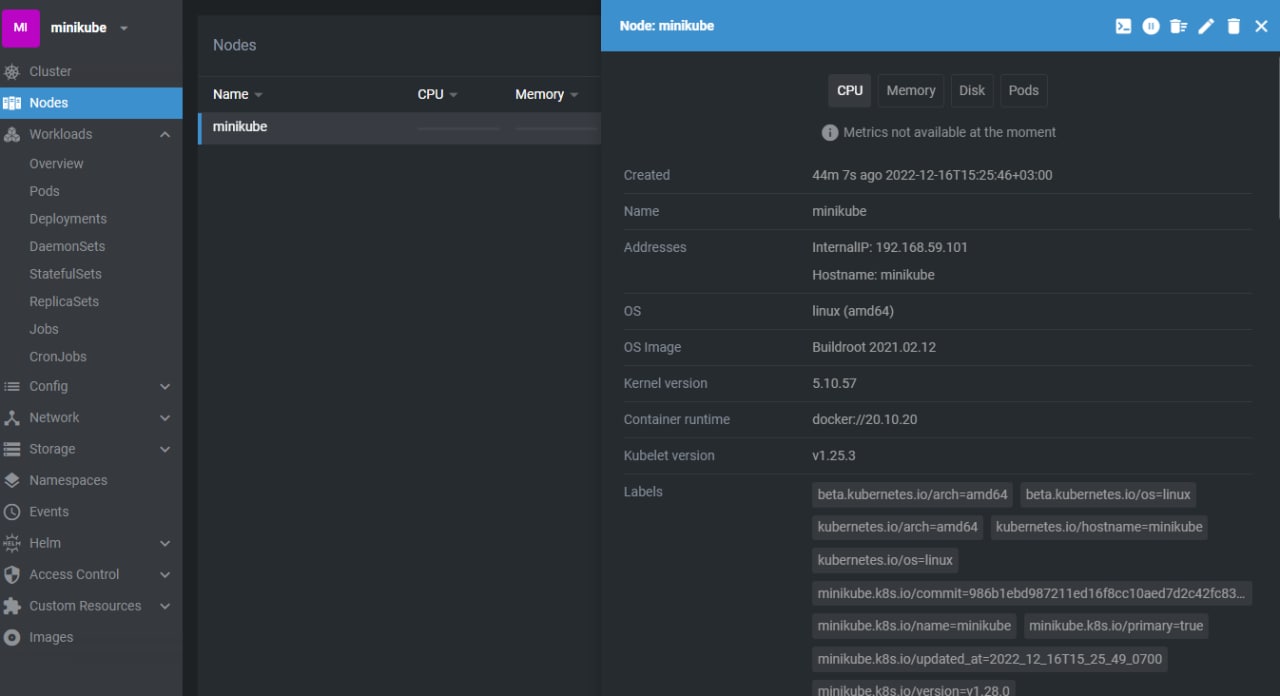 MI
minikube
Cluster
Nodes
Workloads
Overview
Pods
Deployments
DaemonSets
StatefulSets
ReplicaSets
Jobs
CronJobs
Config
Network
Storage
Namespaces
Events
HELM Helm
Access Control
Custom Resources
Images
Nodes
Name CPU Memory
minikube
Node: minikube
CPU Memory Disk Pods
Metrics not available at the moment
Created 44m 7s ago 2022-12-16T15:25:46+03:00
Name minikube
Addresses InternalIP: 192.168.59.101
Hostname: minikube
OS linux (amd64)
OS Image Buildroot 2021.02.12
Kernel version 5.10.57
Container runtime docker://20.10.20
Kubelet version v1.25.3
Labels beta.kubernetes.io/arch=amd64 beta.kubernetes.io/os=linux
kubernetes.io/arch=amd64 kubernetes.io/hostname=minikube
kubernetes.io/os=linux
minikube.k8s.io/commit=986b1ebd987211ed16f8cc10aed7d2c42fc83…
minikube.k8s.io/name=minikube minikube.k8s.io/primary=true
minikube.k8s.io/updated_at=2022_12_16T15_25_49_0700
minikube.k8s.io/version=v1.28.0